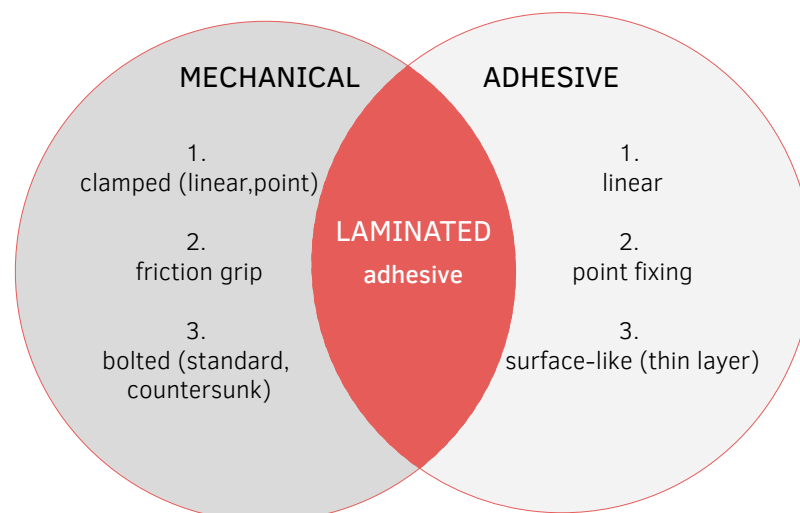 MECHANICAL
1.
clamped (linear,point)
2.
friction grip
3.
bolted (standard,
countersunk)
LAMINATED
adhesive
ADHESIVE
1.
linear
2.
point fixing
3.
surface-like (thin layer)